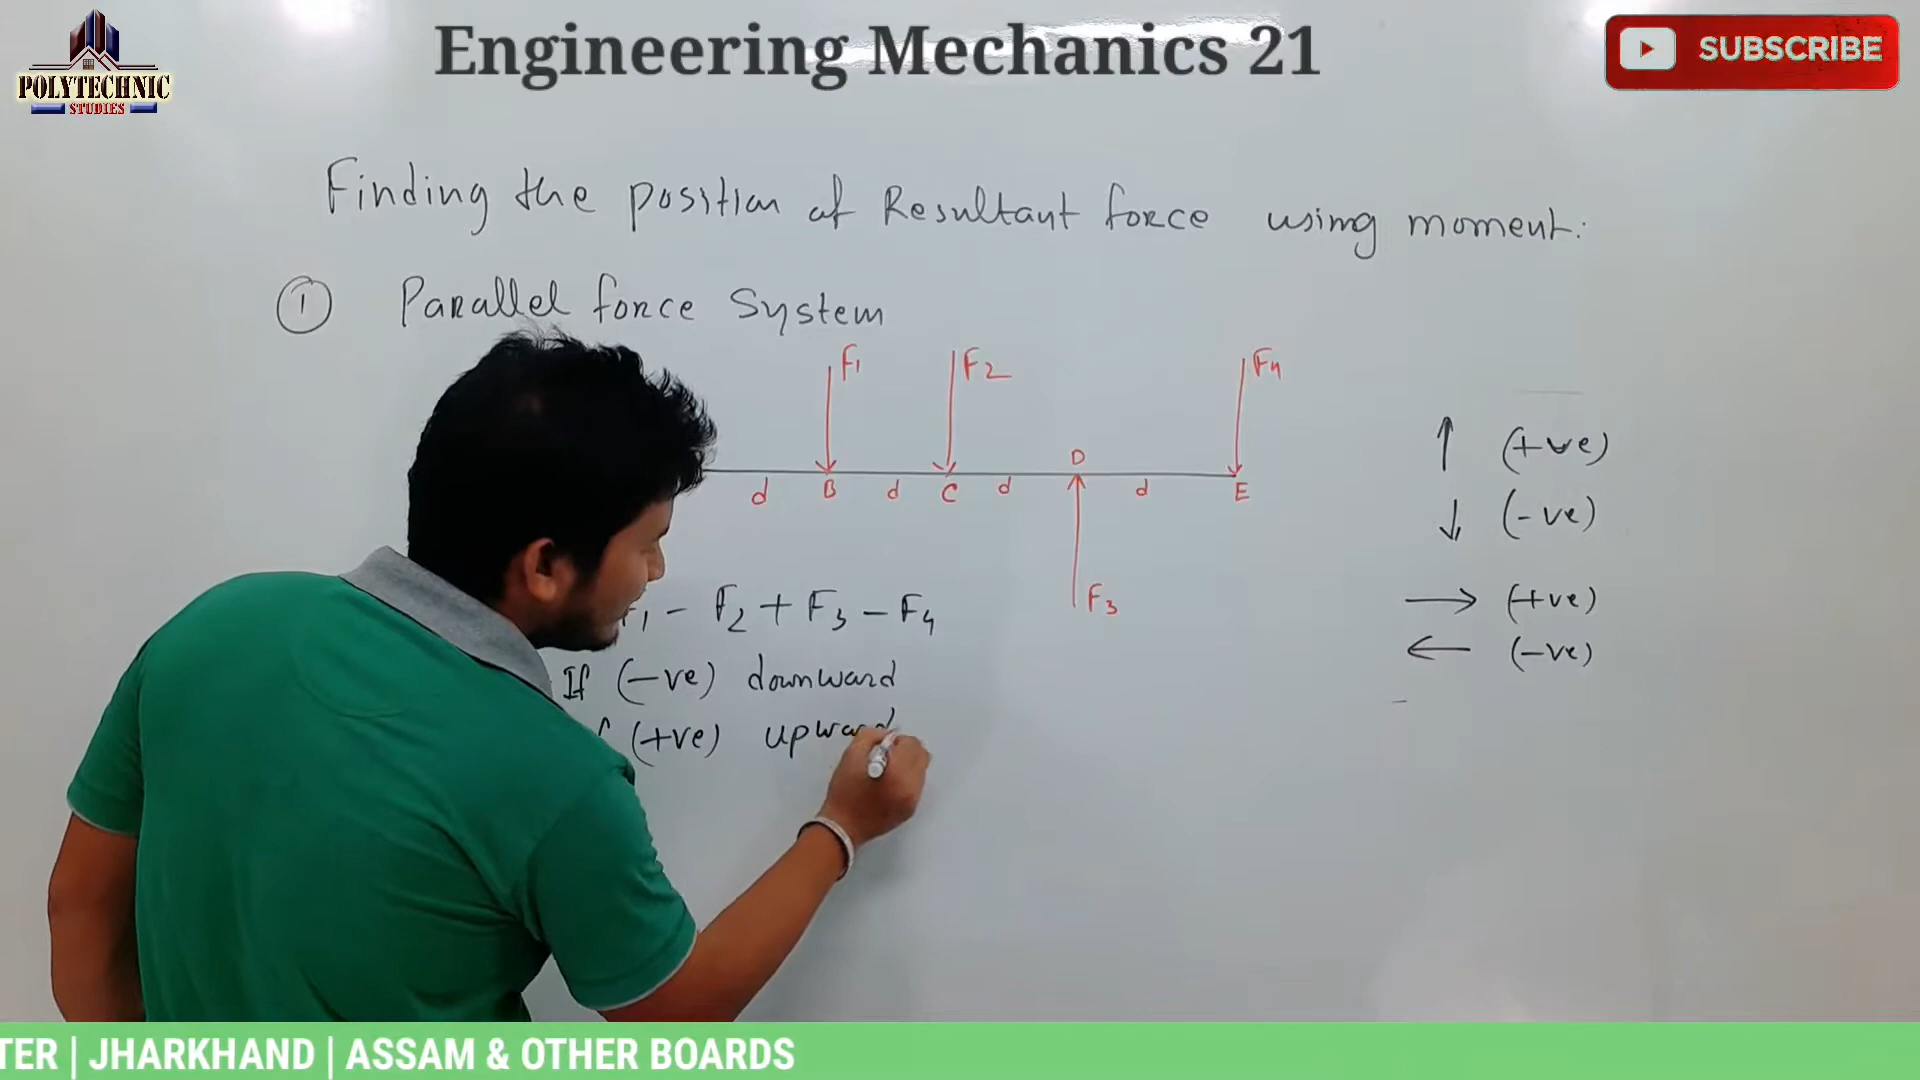 Engineering Mechanics 21
POLYTECHNIC
STUDIES
SUBSCRIBE
Finding the position of Resultant force using moment:
① Parallel force System
F1 F2 F4
D
d B d C d d E
F3
F1 - F2 + F3 - F4
If (-ve) downward
(+ve) upward
↑ (+ve)
↓ (-ve)
→ (+ve)
← (-ve)
TER | JHARKHAND | ASSAM & OTHER BOARDS